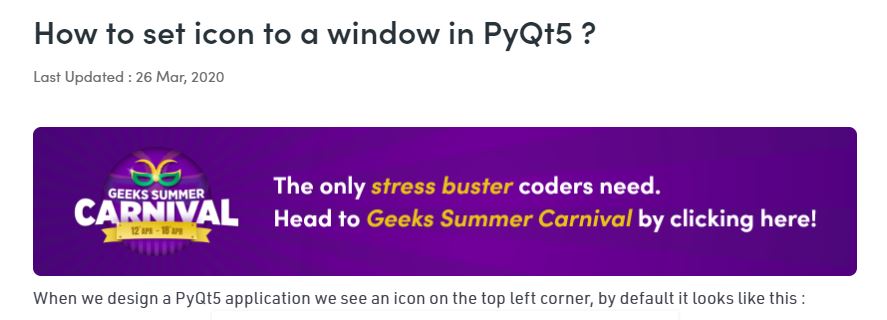 How to set icon to a window in PyQt5 ?
Last Updated : 26 Mar, 2020
GEEKS SUMMER
CARNIVAL
12 APR - 18 APR
The only stress buster coders need.
Head to Geeks Summer Carnival by clicking here!
When we design a PyQt5 application we see an icon on the top left corner, by default it looks like this :